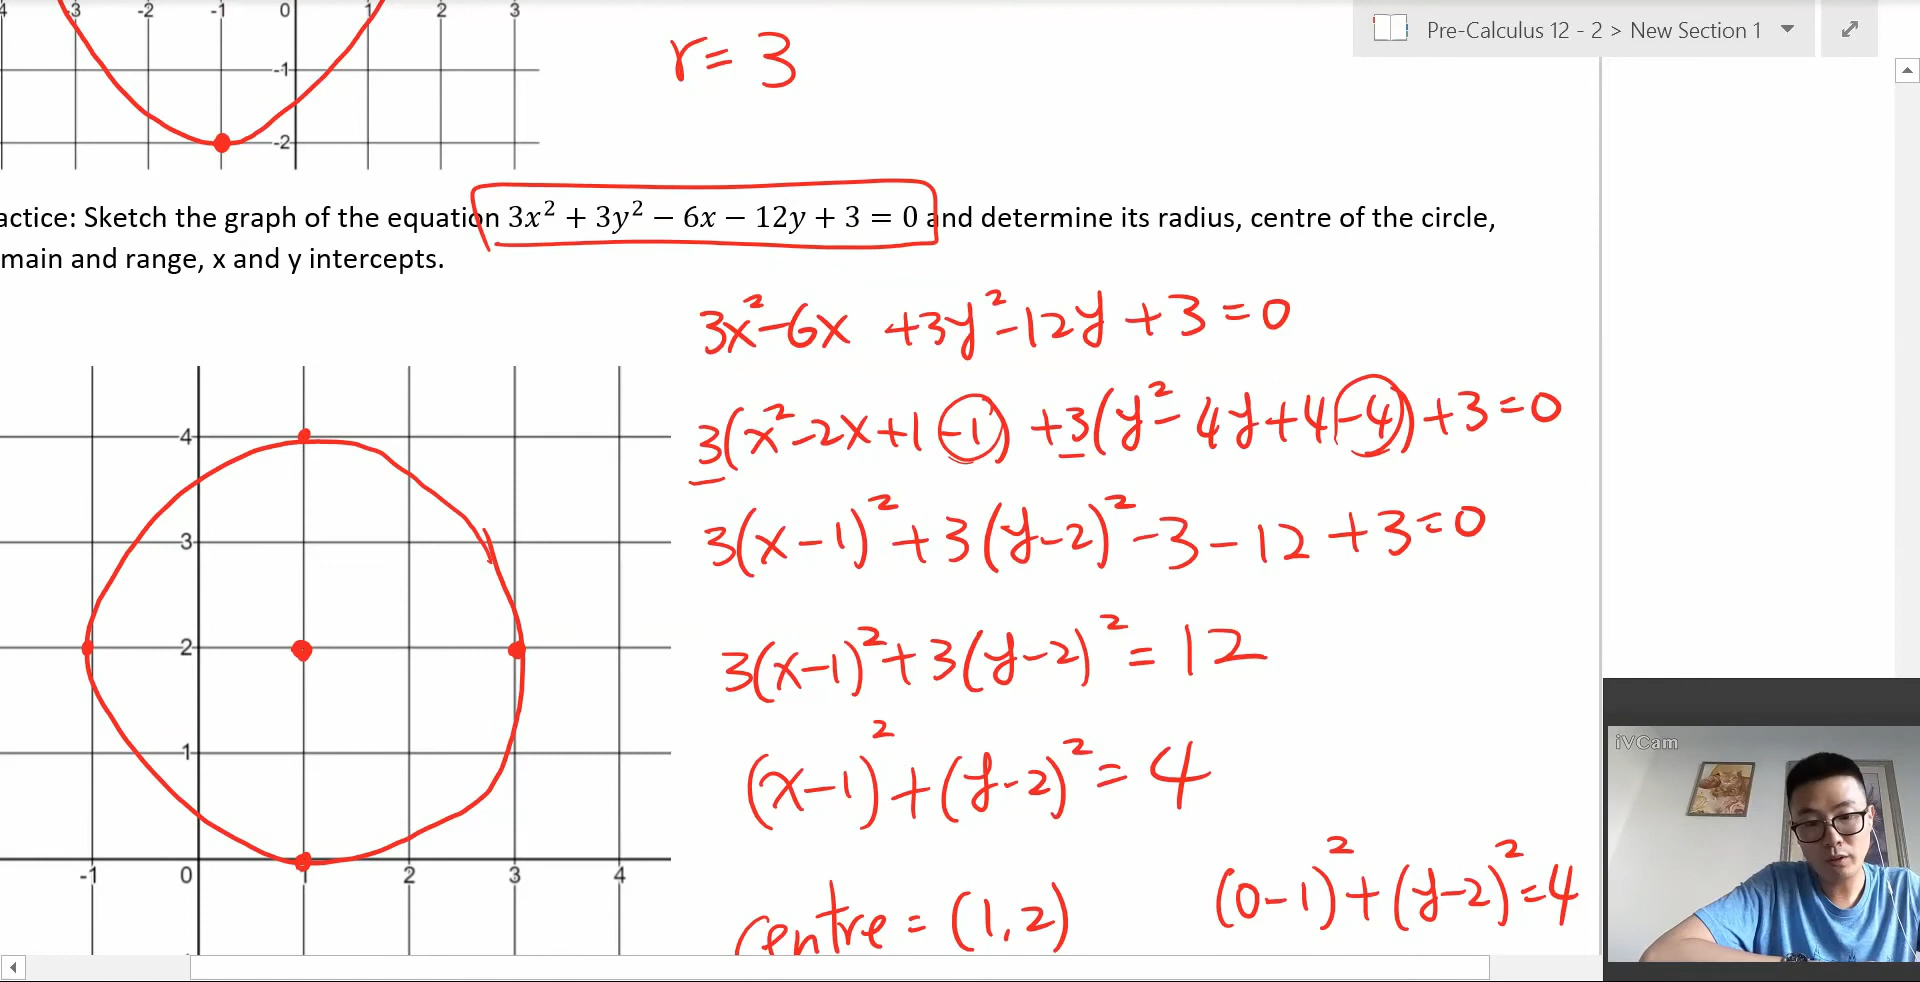 4 -3 -2 -1 0 1 2 3
-1
-2
r = 3
Pre-Calculus 12 - 2 > New Section 1
actice: Sketch the graph of the equation 3x² + 3y² − 6x − 12y + 3 = 0 and determine its radius, centre of the circle,
main and range, x and y intercepts.
3x²-6x +3y²-12y+3=0
3(x²-2x+1-1) +3(y²-4y+4-4)+3=0
3(x-1)²+3(y-2)²-3-12+3=0
3(x-1)²+3(y-2)²=12
(x-1)²+(y-2)²=4
centre = (1,2)
(0-1)²+(y-2)²=4
4
3
2
1
-1 0 1 2 3 4
iVCam